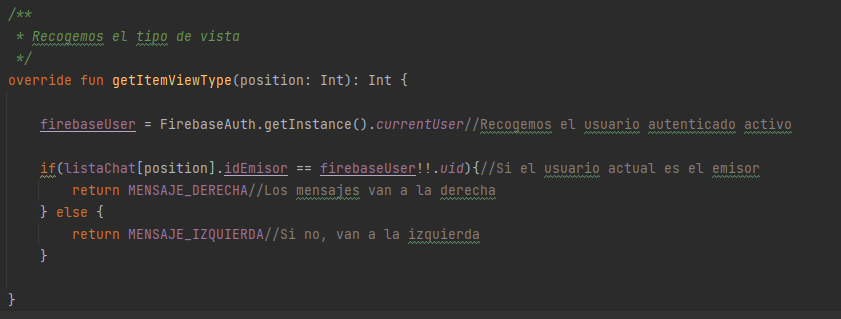 /**
 * Recogemos el tipo de vista
 */
override fun getItemViewType(position: Int): Int {
firebaseUser = FirebaseAuth.getInstance().currentUser//Recogemos el usuario autenticado activo
if(listaChat[position].idEmisor == firebaseUser!!.uid){//Si el usuario actual es el emisor
return MENSAJE_DERECHA//Los mensajes van a la derecha
} else {
return MENSAJE_IZQUIERDA//Si no, van a la izquierda
}
}